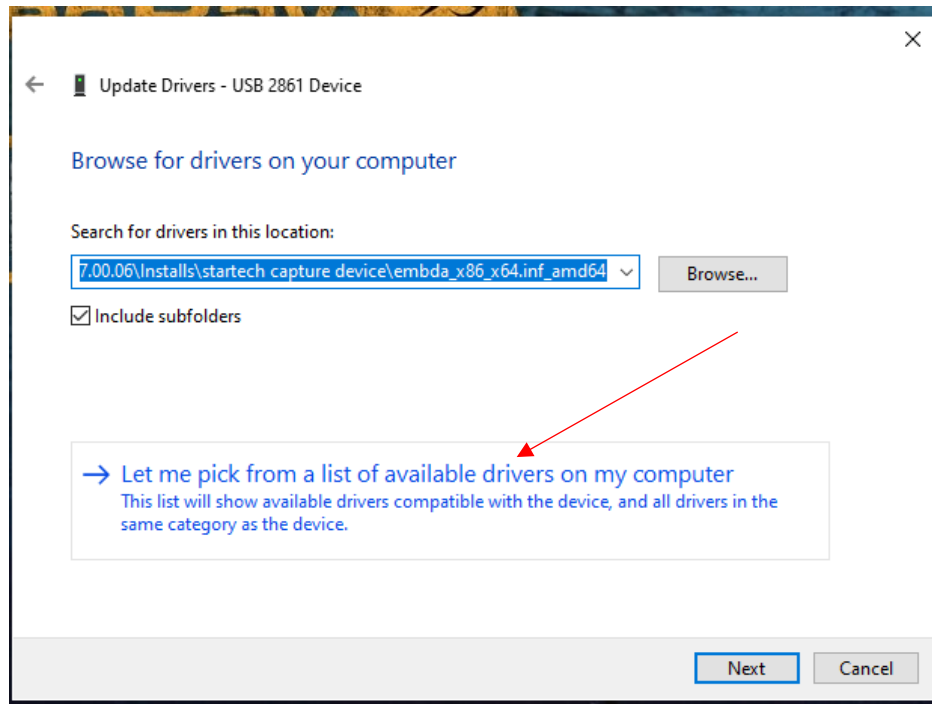 Update Drivers - USB 2861 Device
Browse for drivers on your computer
Search for drivers in this location:
7.00.06\Installs\startech capture device\embda_x86_x64.inf_amd64
Browse...
Include subfolders
Let me pick from a list of available drivers on my computer
This list will show available drivers compatible with the device, and all drivers in the
same category as the device.
Next
Cancel